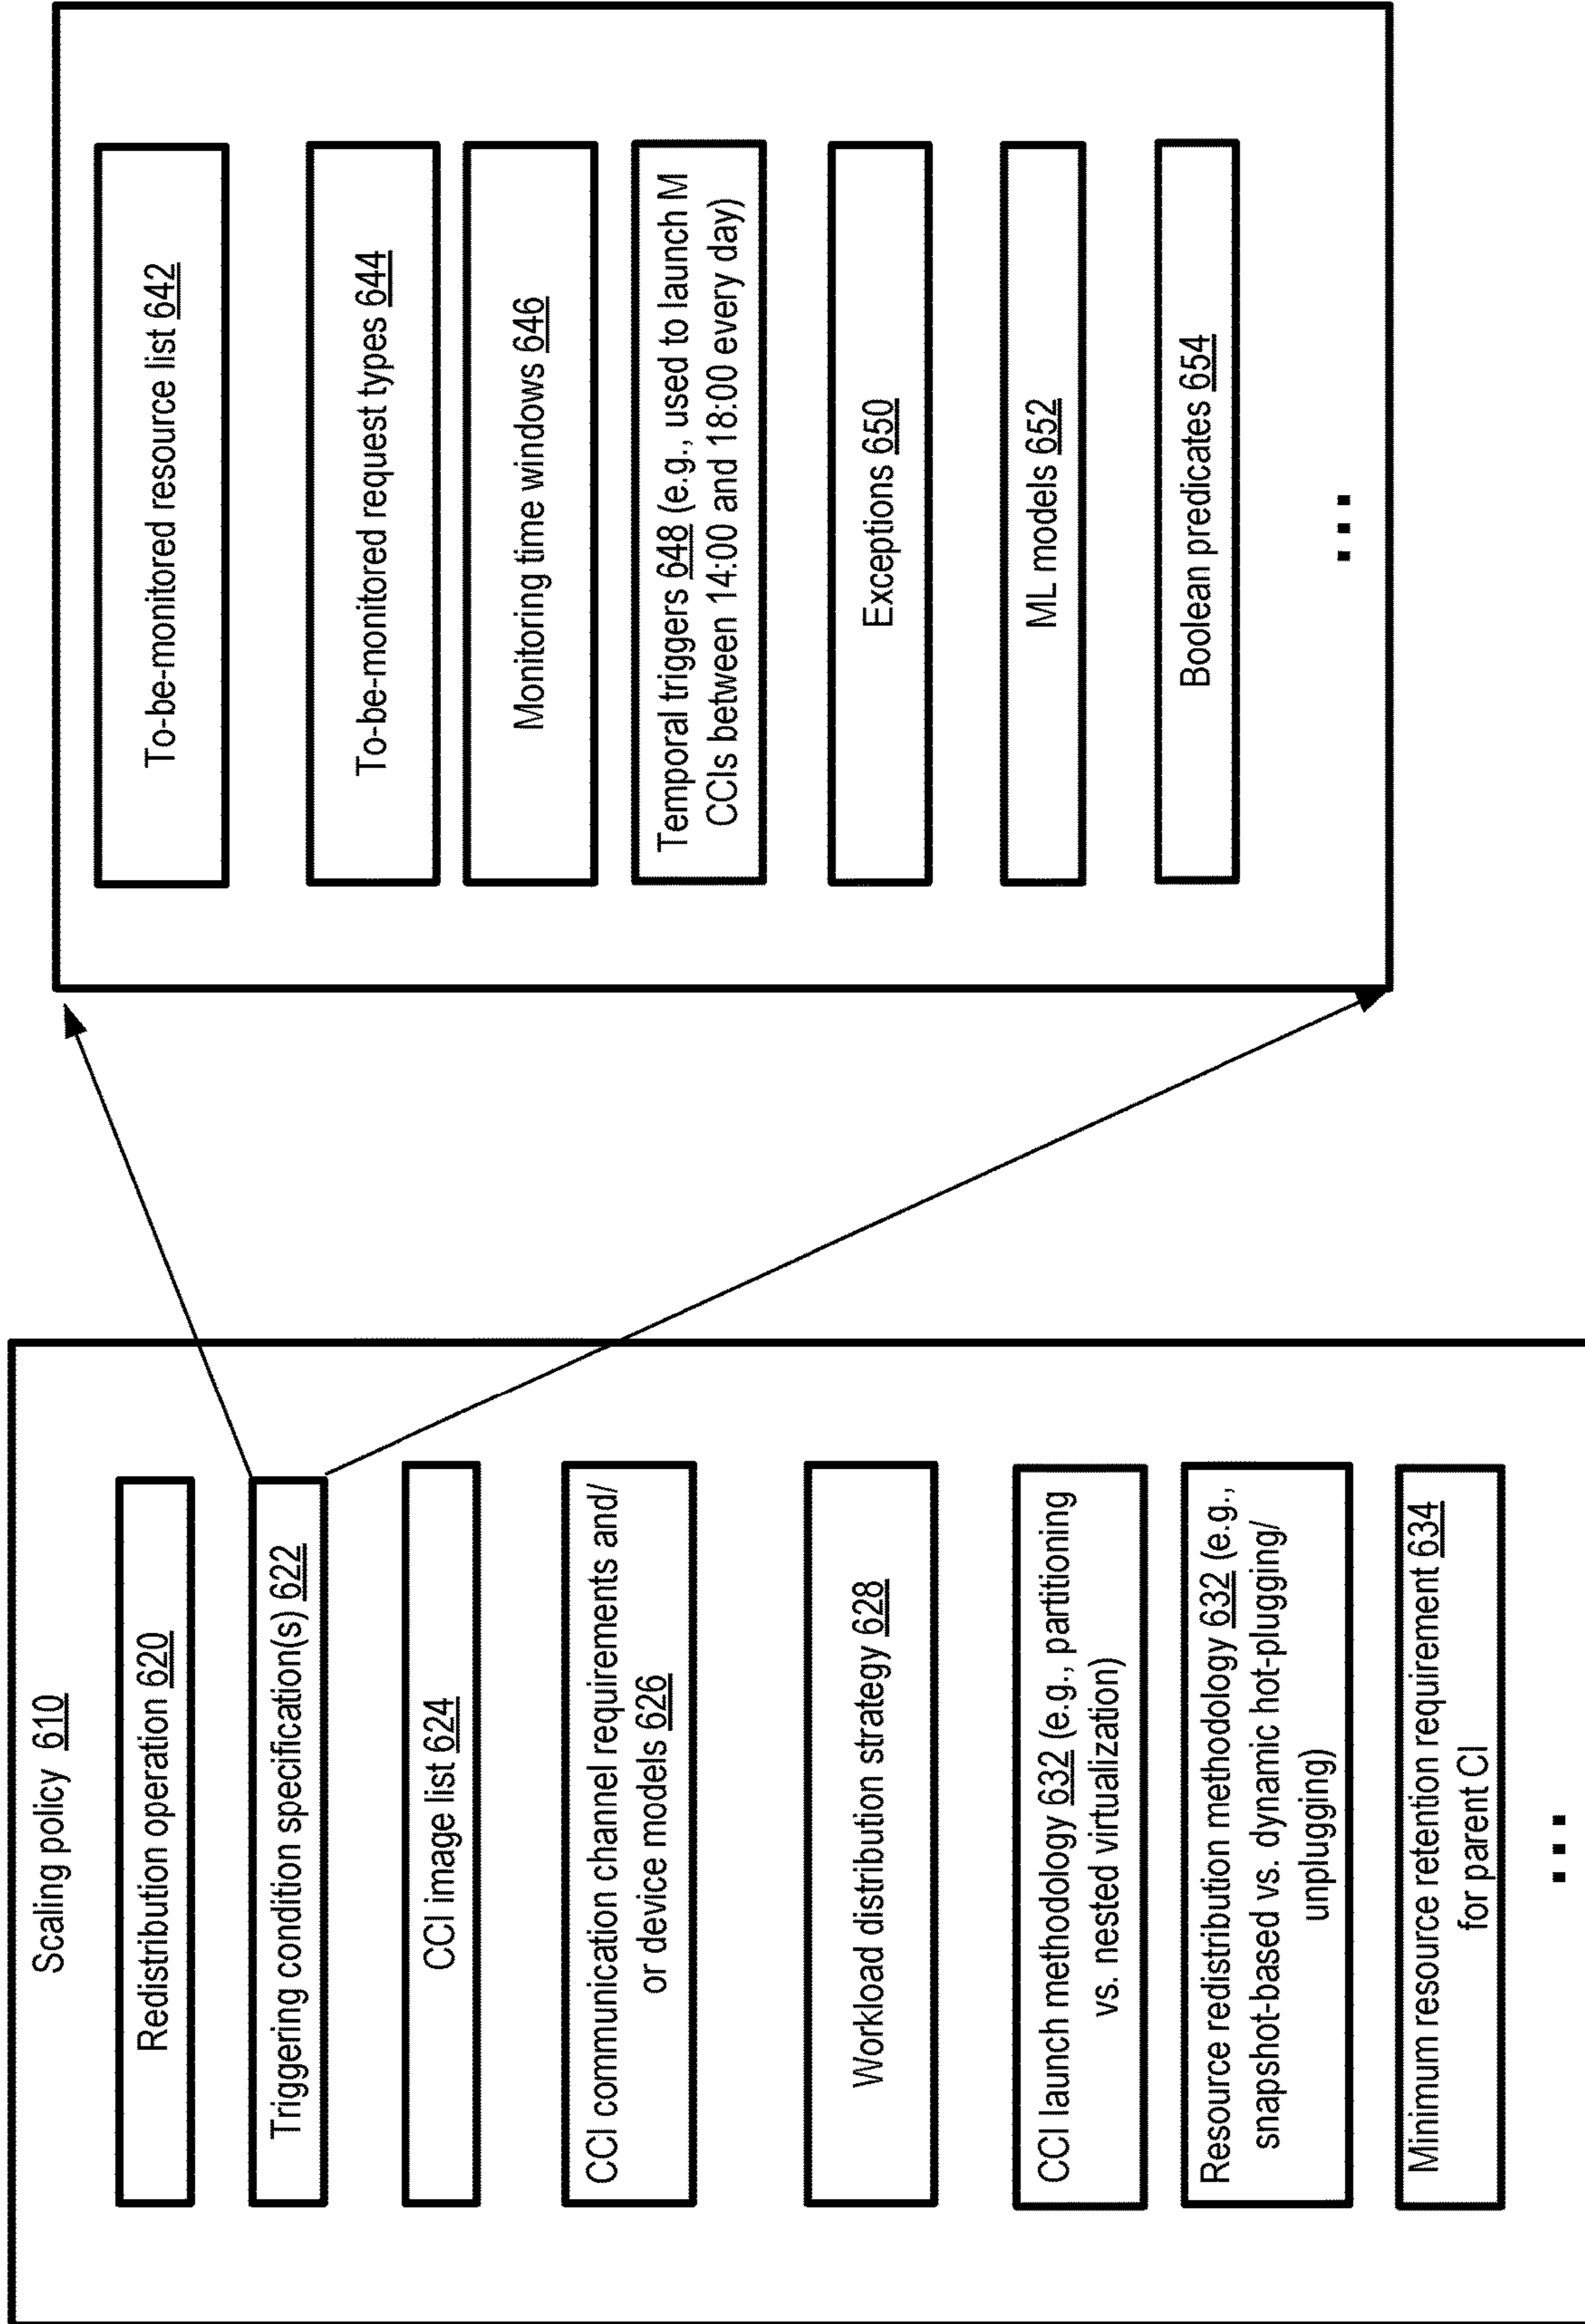 Scaling policy 610
Redistribution operation 620
Triggering condition specification(s) 622
CCI image list 624
CCI communication channel requirements and/
or device models 626
Workload distribution strategy 628
CCI launch methodology 632 (e.g., partitioning
vs. nested virtualization)
Resource redistribution methodology 632 (e.g.,
snapshot-based vs. dynamic hot-plugging/
unplugging)
Minimum resource retention requirement 634
for parent CI
...
To-be-monitored resource list 642
To-be-monitored request types 644
Monitoring time windows 646
Temporal triggers 648 (e.g., used to launch M
CCIs between 14:00 and 18:00 every day)
Exceptions 650
ML models 652
Boolean predicates 654
...